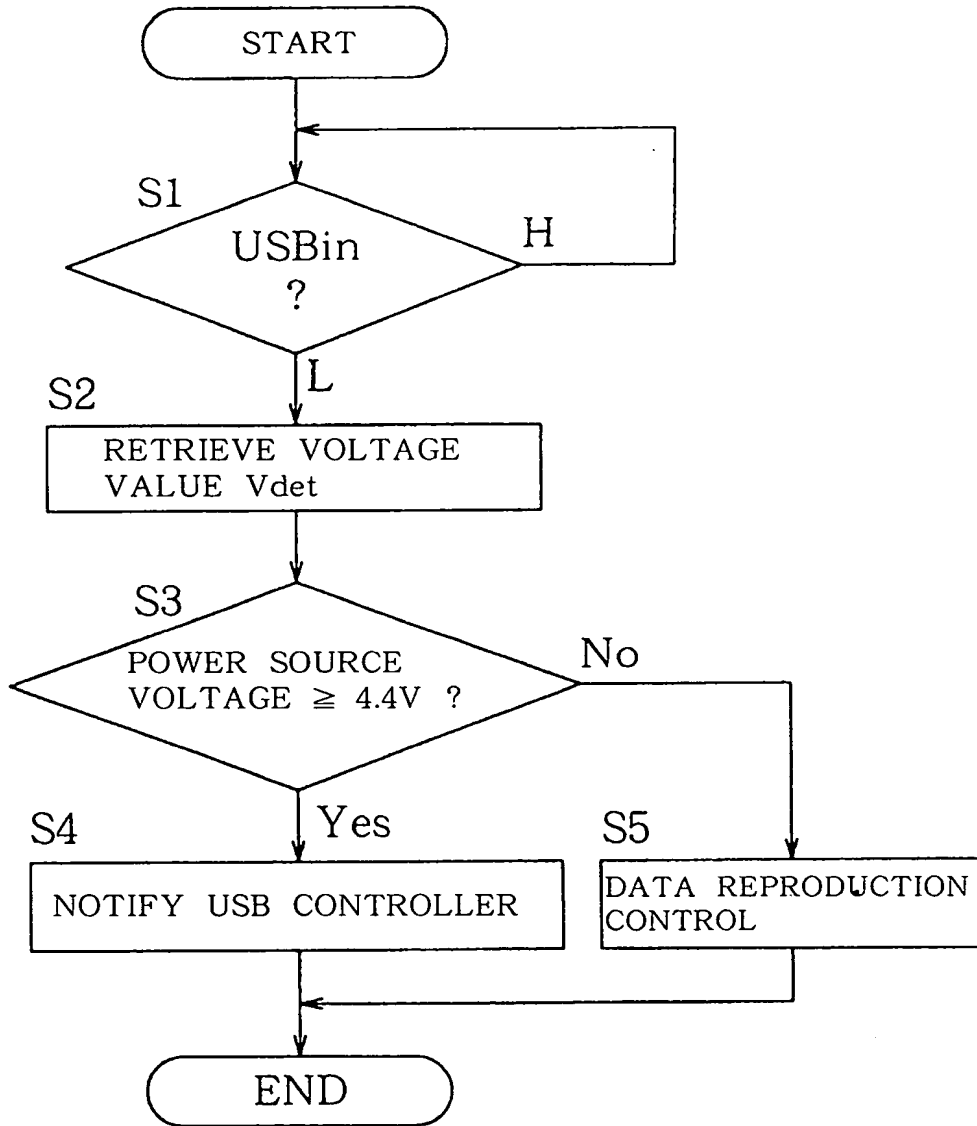 START
S1
USBin
?
H
L
S2
RETRIEVE VOLTAGE
VALUE Vdet
S3
POWER SOURCE
VOLTAGE ≧ 4.4V ?
No
Yes
S4
NOTIFY USB CONTROLLER
S5
DATA REPRODUCTION
CONTROL
END